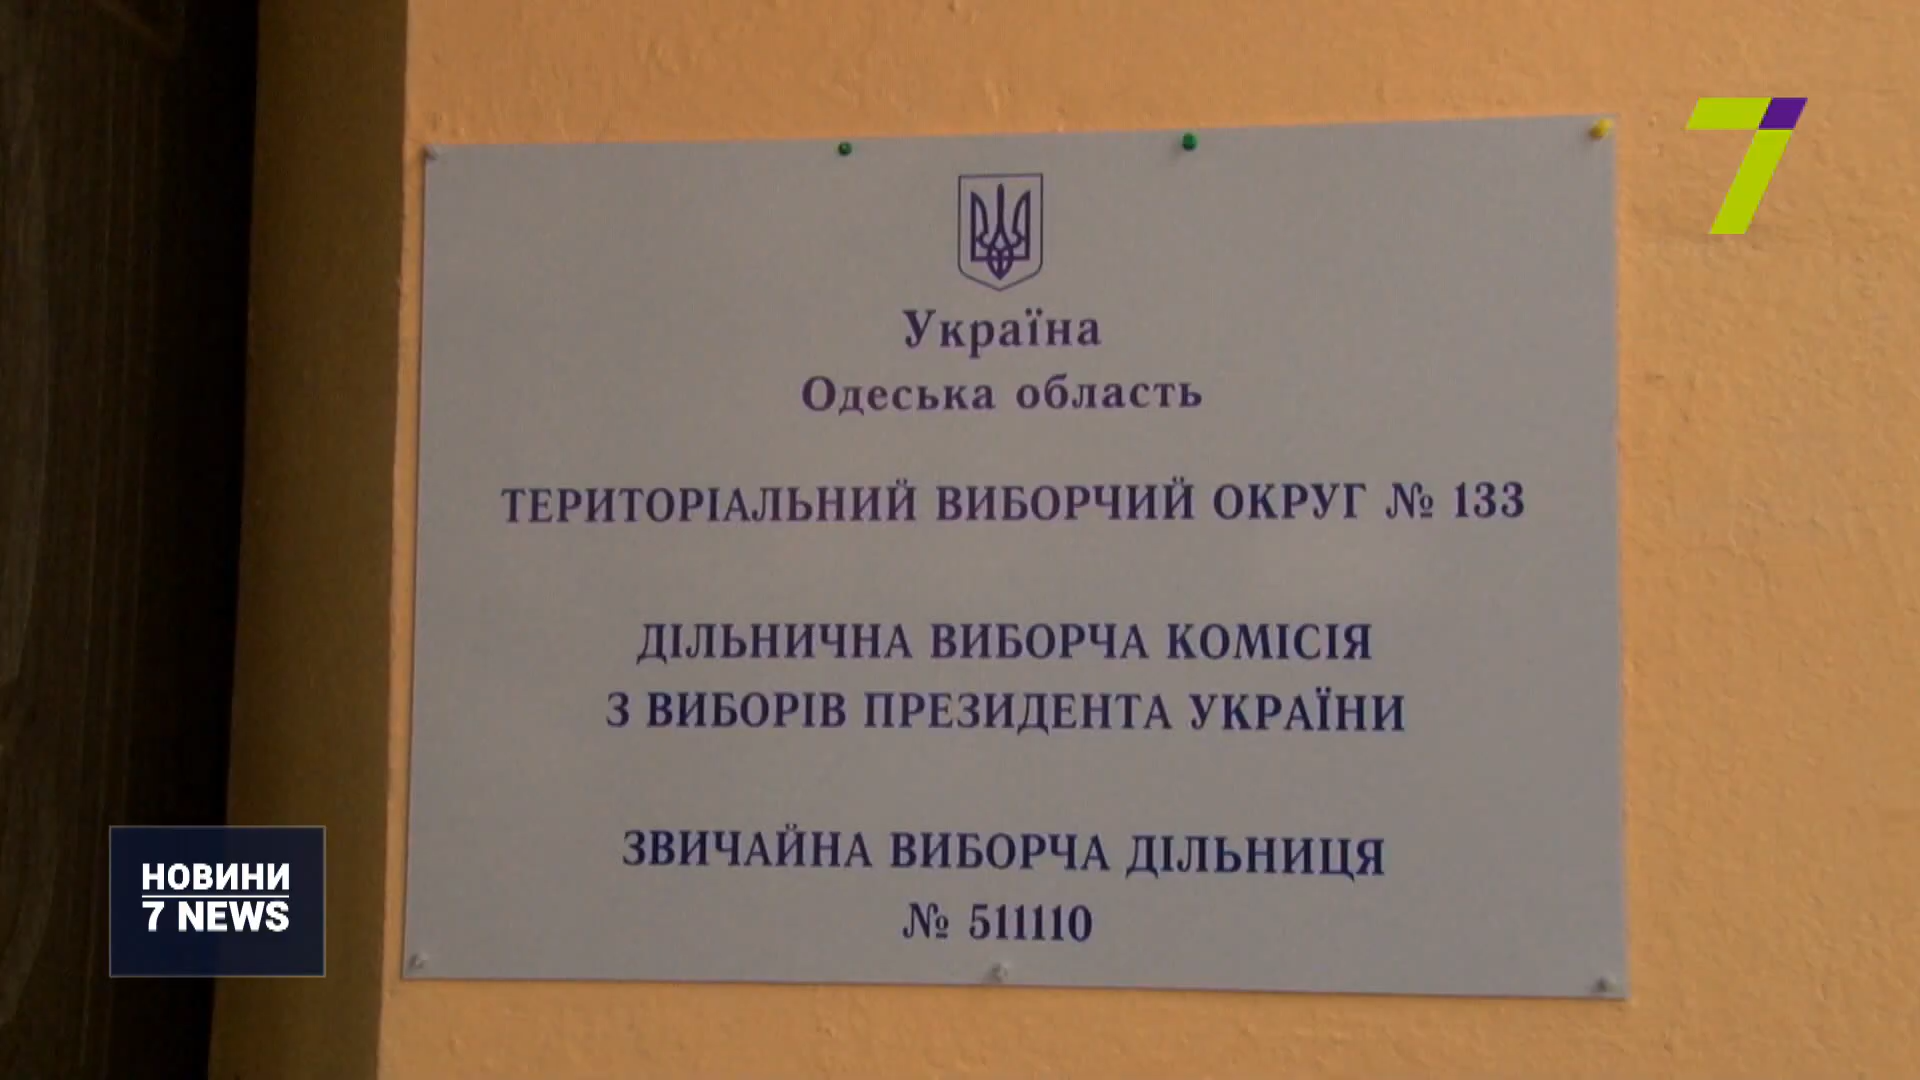 7
Україна
Одеська область
ТЕРИТОРІАЛЬНИЙ ВИБОРЧИЙ ОКРУГ № 133
ДІЛЬНИЧНА ВИБОРЧА КОМІСІЯ
З ВИБОРІВ ПРЕЗИДЕНТА УКРАЇНИ
ЗВИЧАЙНА ВИБОРЧА ДІЛЬНИЦЯ
№ 511110
НОВИНИ
7 NEWS